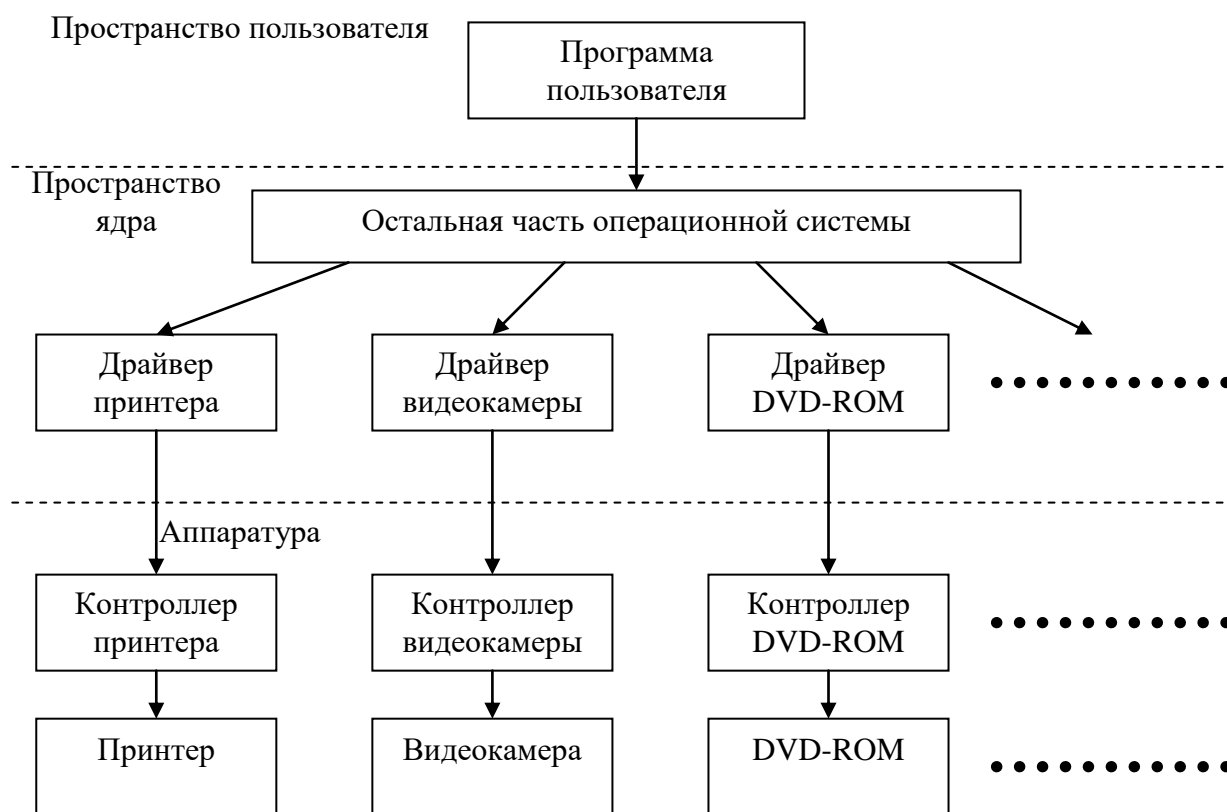 Пространство пользователя
Программа
пользователя
Пространство
ядра
Остальная часть операционной системы
Драйвер
принтера
Драйвер
видеокамеры
Драйвер
DVD-ROM
Аппаратура
Контроллер
принтера
Контроллер
видеокамеры
Контроллер
DVD-ROM
Принтер
Видеокамера
DVD-ROM